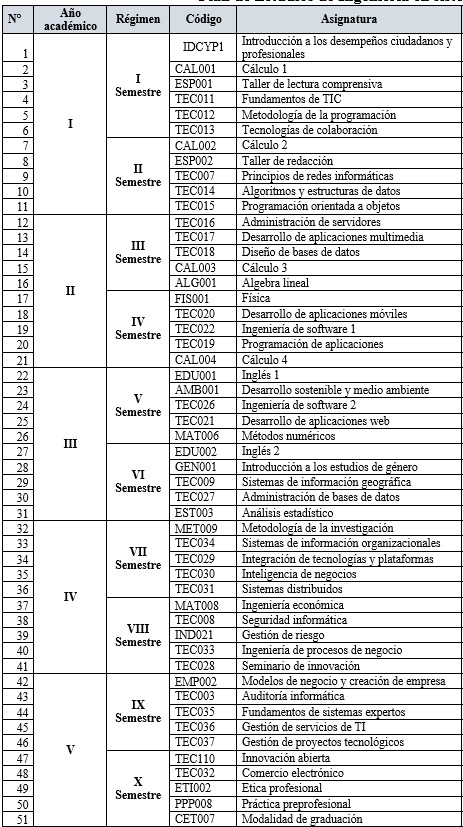 N° Año académico Régimen Código Asignatura
I
I Semestre
1 IDCYP1 Introducción a los desempeños ciudadanos y profesionales
2 CAL001 Cálculo 1
3 ESP001 Taller de lectura comprensiva
4 TEC011 Fundamentos de TIC
5 TEC012 Metodología de la programación
6 TEC013 Tecnologías de colaboración
II Semestre
7 CAL002 Cálculo 2
8 ESP002 Taller de redacción
9 TEC007 Principios de redes informáticas
10 TEC014 Algoritmos y estructuras de datos
11 TEC015 Programación orientada a objetos
II
III Semestre
12 TEC016 Administración de servidores
13 TEC017 Desarrollo de aplicaciones multimedia
14 TEC018 Diseño de bases de datos
15 CAL003 Cálculo 3
16 ALG001 Algebra lineal
IV Semestre
17 FIS001 Física
18 TEC020 Desarrollo de aplicaciones móviles
19 TEC022 Ingeniería de software 1
20 TEC019 Programación de aplicaciones
21 CAL004 Cálculo 4
III
V Semestre
22 EDU001 Inglés 1
23 AMB001 Desarrollo sostenible y medio ambiente
24 TEC026 Ingeniería de software 2
25 TEC021 Desarrollo de aplicaciones web
26 MAT006 Métodos numéricos
VI Semestre
27 EDU002 Inglés 2
28 GEN001 Introducción a los estudios de género
29 TEC009 Sistemas de información geográfica
30 TEC027 Administración de bases de datos
31 EST003 Análisis estadístico
IV
VII Semestre
32 MET009 Metodología de la investigación
33 TEC034 Sistemas de información organizacionales
34 TEC029 Integración de tecnologías y plataformas
35 TEC030 Inteligencia de negocios
36 TEC031 Sistemas distribuidos
VIII Semestre
37 MAT008 Ingeniería económica
38 TEC008 Seguridad informática
39 IND021 Gestión de riesgo
40 TEC033 Ingeniería de procesos de negocio
41 TEC028 Seminario de innovación
V
IX Semestre
42 EMP002 Modelos de negocio y creación de empresa
43 TEC003 Auditoría informática
44 TEC035 Fundamentos de sistemas expertos
45 TEC036 Gestión de servicios de TI
46 TEC037 Gestión de proyectos tecnológicos
X Semestre
47 TEC110 Innovación abierta
48 TEC032 Comercio electrónico
49 ETI002 Etica profesional
50 PPP008 Práctica preprofesional
51 CET007 Modalidad de graduación